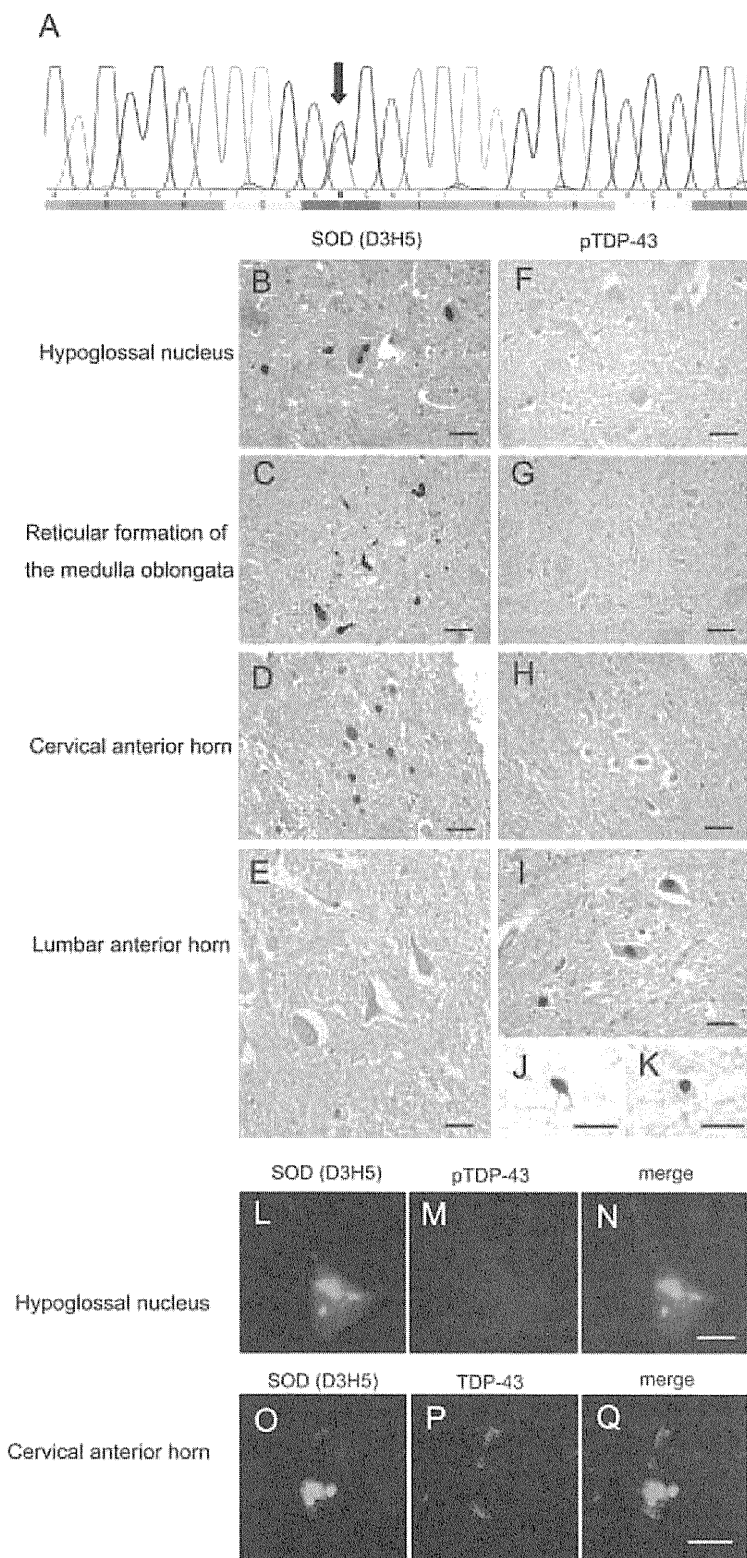 A
SOD (D3H5) pTDP-43
B F
Hypoglossal nucleus
C G
Reticular formation of
the medulla oblongata
D H
Cervical anterior horn
E I
Lumbar anterior horn
J K
SOD (D3H5) pTDP-43 merge
L M N
Hypoglossal nucleus
SOD (D3H5) TDP-43 merge
O P Q
Cervical anterior horn